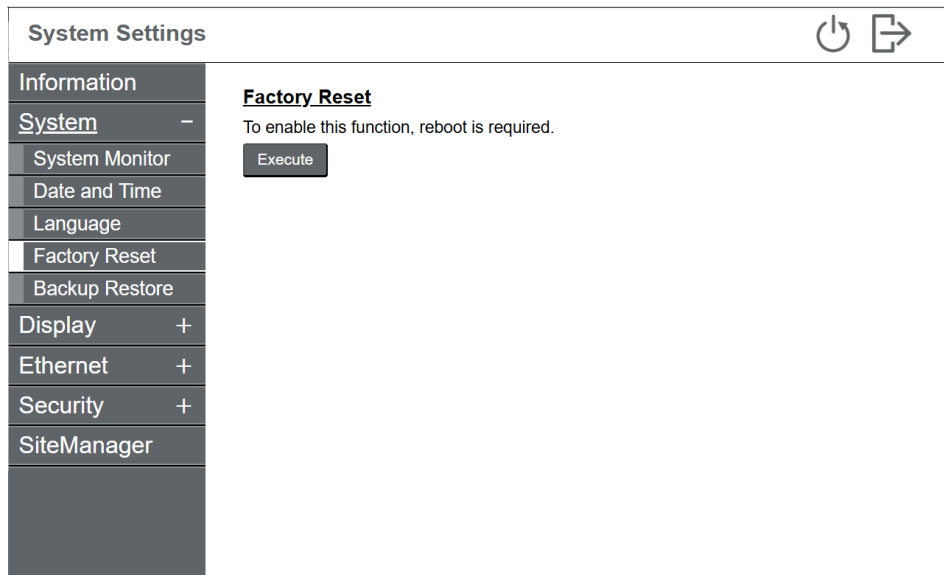 System Settings
Information
System −
System Monitor
Date and Time
Language
Factory Reset
Backup Restore
Display +
Ethernet +
Security +
SiteManager
Factory Reset
To enable this function, reboot is required.
Execute